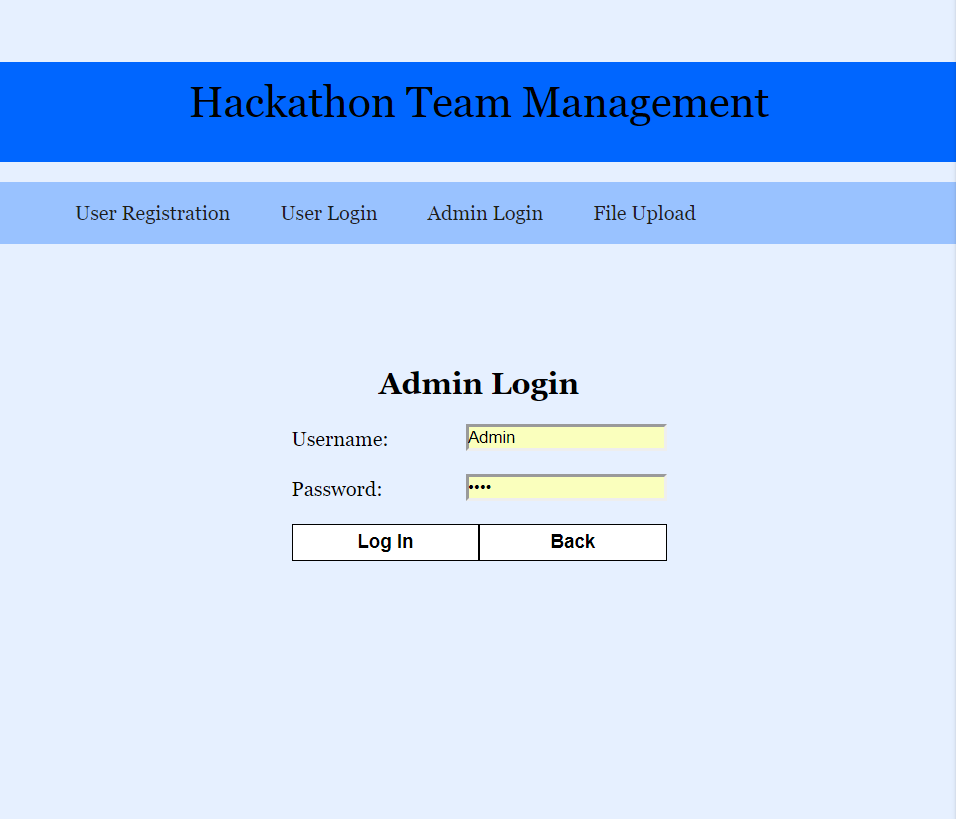 Hackathon Team Management
User Registration User Login Admin Login File Upload
Admin Login
Username: Admin
Password: ••••
Log In Back